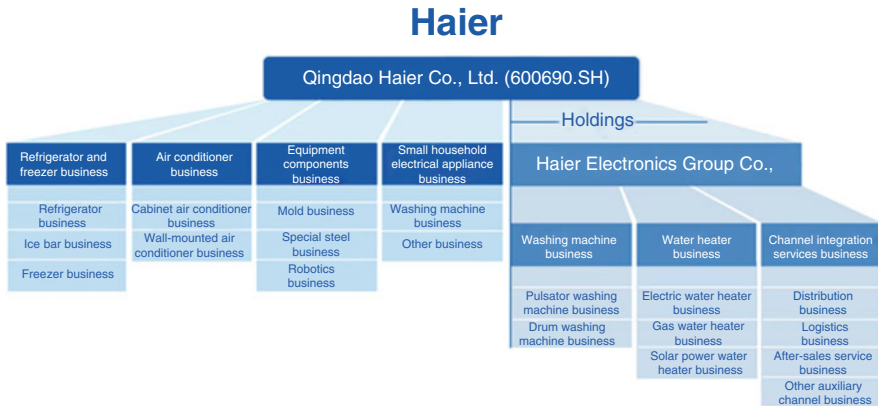 Haier
Qingdao Haier Co., Ltd. (600690.SH)
Holdings
Refrigerator and
freezer business
Refrigerator
business
Ice bar business
Freezer business
Air conditioner
business
Cabinet air conditioner
business
Wall-mounted air
conditioner business
Equipment
components
business
Mold business
Special steel
business
Robotics
business
Small household
electrical appliance
business
Washing machine
business
Other business
Haier Electronics Group Co.,
Washing machine
business
Pulsator washing
machine business
Drum washing
machine business
Water heater
business
Electric water heater
business
Gas water heater
business
Solar power water
heater business
Channel integration
services business
Distribution
business
Logistics
business
After-sales service
business
Other auxiliary
channel business